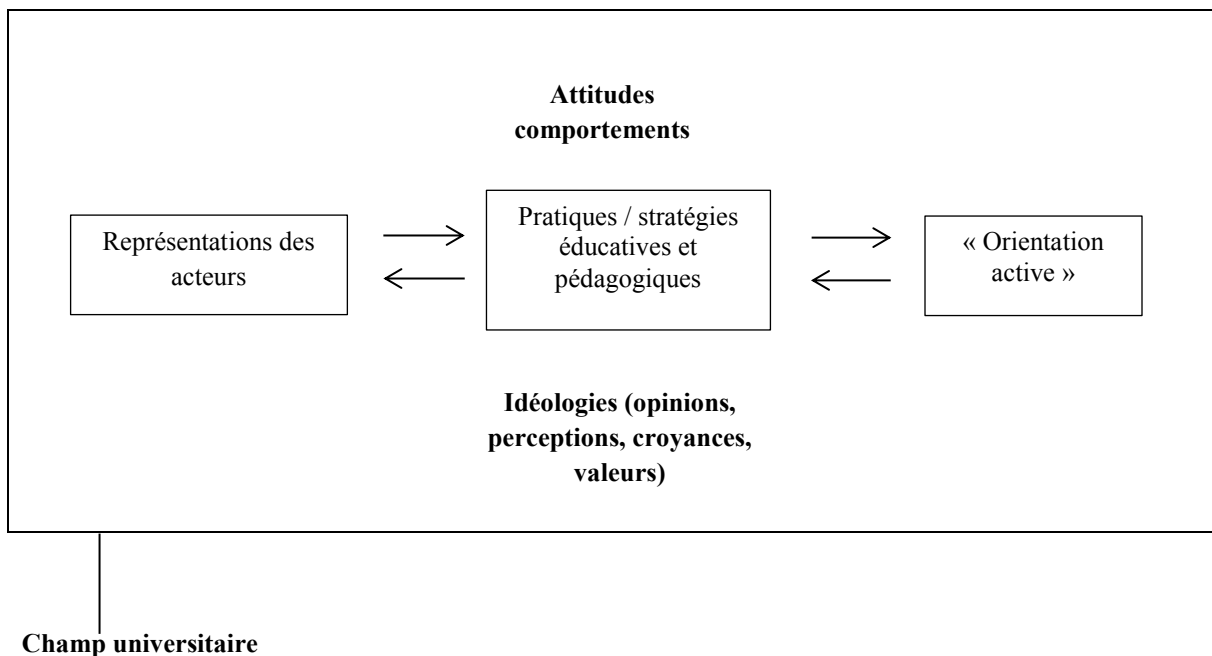 Attitudes
comportements
Représentations des
acteurs
Pratiques / stratégies
éducatives et
pédagogiques
« Orientation
active »
Idéologies (opinions,
perceptions, croyances,
valeurs)
Champ universitaire